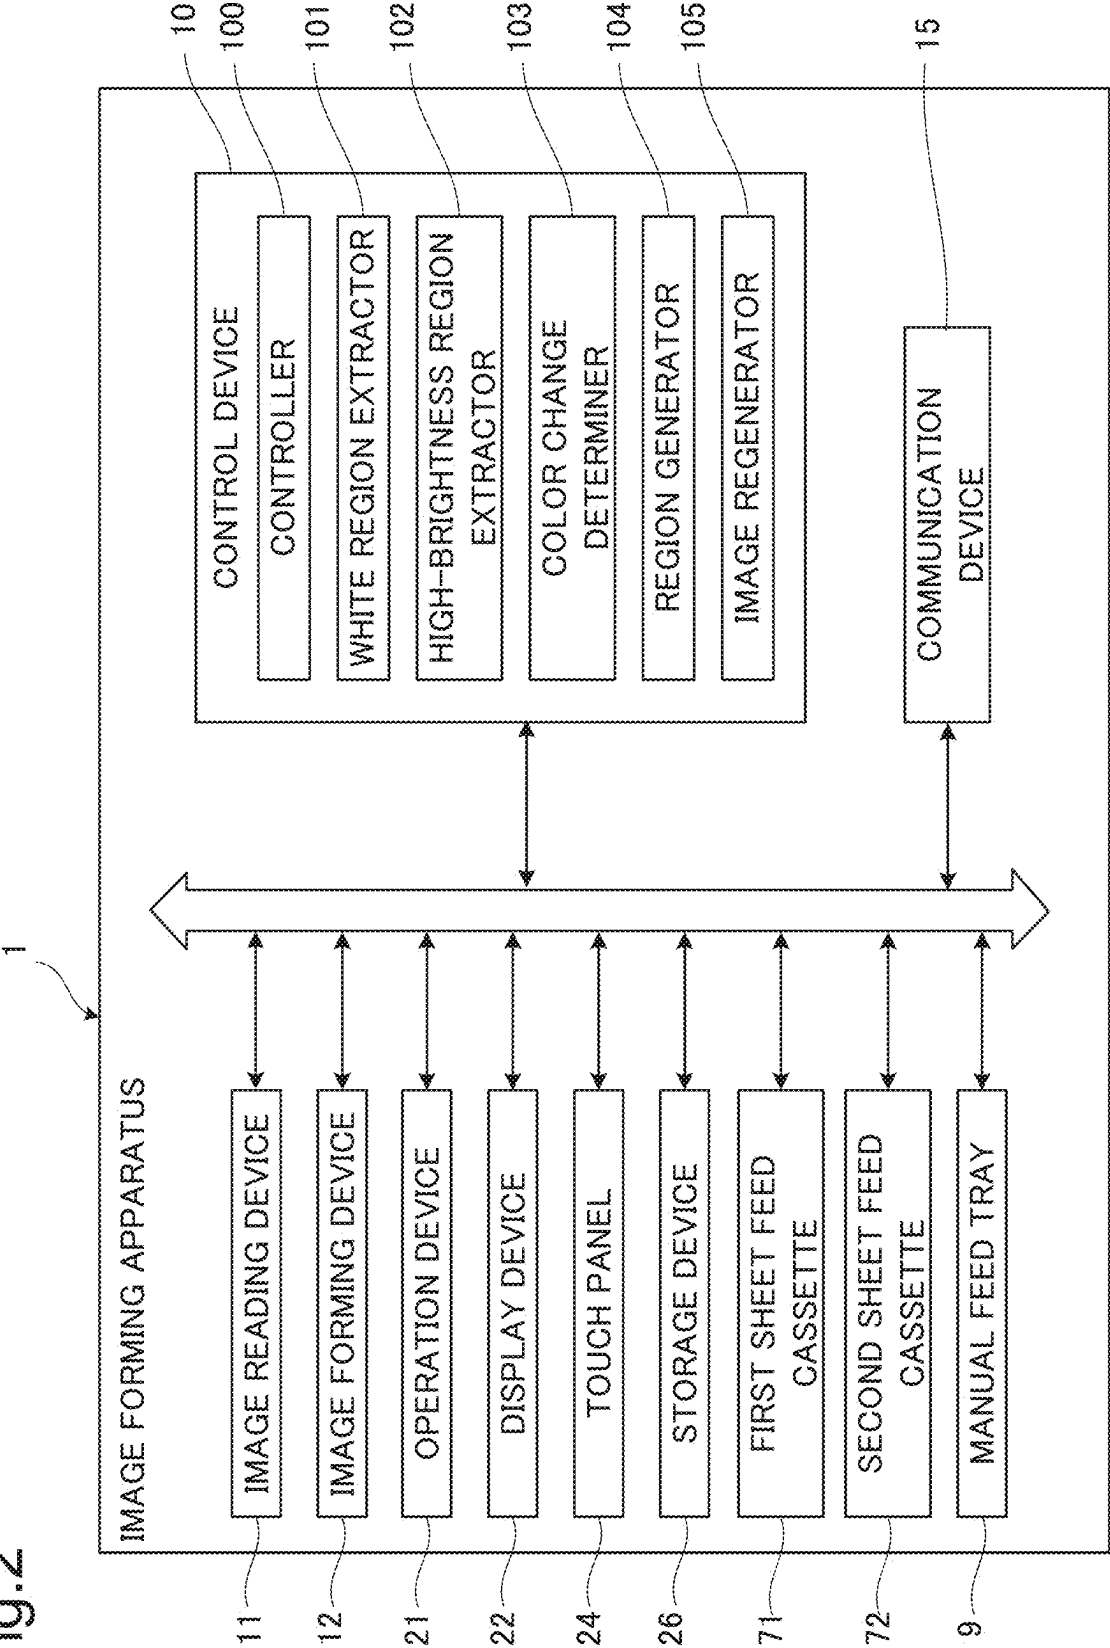 ig.2
1
IMAGE FORMING APPARATUS
11
IMAGE READING DEVICE
12
IMAGE FORMING DEVICE
21
OPERATION DEVICE
22
DISPLAY DEVICE
24
TOUCH PANEL
26
STORAGE DEVICE
71
FIRST SHEET FEED
CASSETTE
72
SECOND SHEET FEED
CASSETTE
9
MANUAL FEED TRAY
10
CONTROL DEVICE
100
CONTROLLER
101
WHITE REGION EXTRACTOR
102
HIGH-BRIGHTNESS REGION
EXTRACTOR
103
COLOR CHANGE
DETERMINER
104
REGION GENERATOR
105
IMAGE REGENERATOR
15
COMMUNICATION
DEVICE